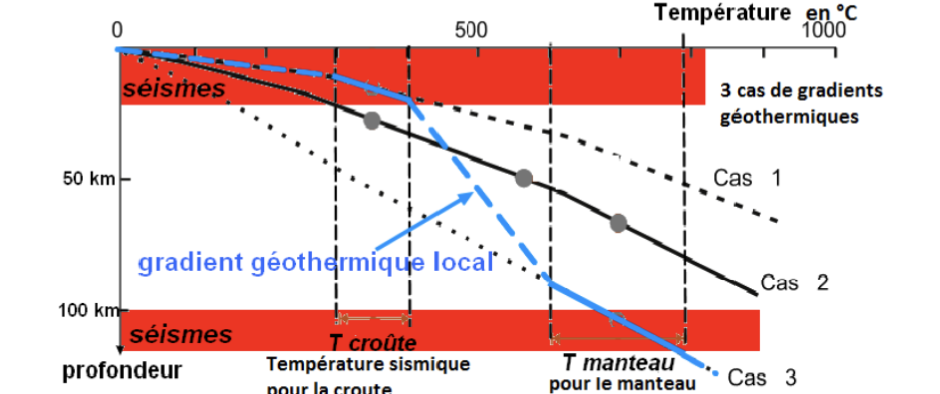 Température en °C
0 500 1000
séismes
3 cas de gradients
géothermiques
50 km
Cas 1
gradient géothermique local
Cas 2
100 km
séismes
T croûte
Température sismique
pour la croute
T manteau
pour le manteau
profondeur
Cas 3